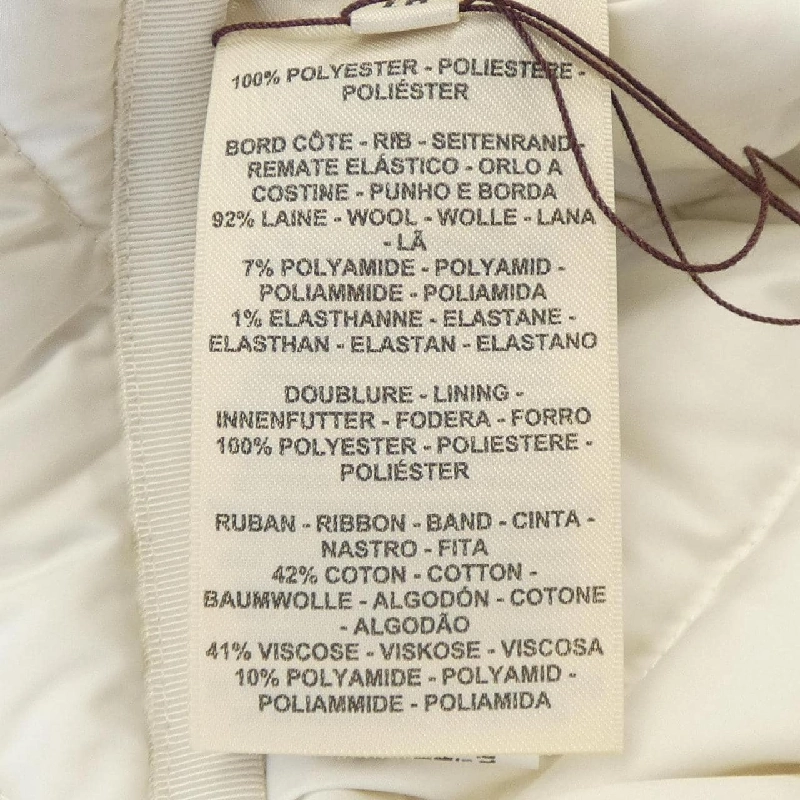 100% POLYESTER - POLIESTERE -
POLIÉSTER
BORD CÔTE - RIB - SEITENRAND-
REMATE ELÁSTICO - ORLO A
COSTINE - PUNHO E BORDA
92% LAINE - WOOL - WOLLE - LANA
- LÃ
7% POLYAMIDE - POLYAMID -
POLIAMMIDE - POLIAMIDA
1% ELASTHANNE - ELASTANE -
ELASTHAN - ELASTAN - ELASTANO
DOUBLURE - LINING -
INNENFUTTER - FODERA - FORRO
100% POLYESTER - POLIESTERE -
POLIÉSTER
RUBAN - RIBBON - BAND - CINTA -
NASTRO - FITA
42% COTON - COTTON -
BAUMWOLLE - ALGODÓN - COTONE
- ALGODÃO
41% VISCOSE - VISKOSE - VISCOSA
10% POLYAMIDE - POLYAMID -
POLIAMMIDE - POLIAMIDA